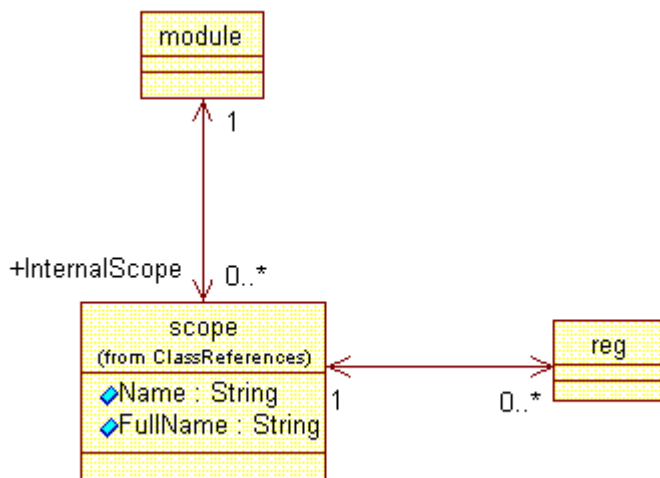 module
1
+InternalScope
0..*
scope
(from ClassReferences)
Name : String
FullName : String
1
0..*
reg